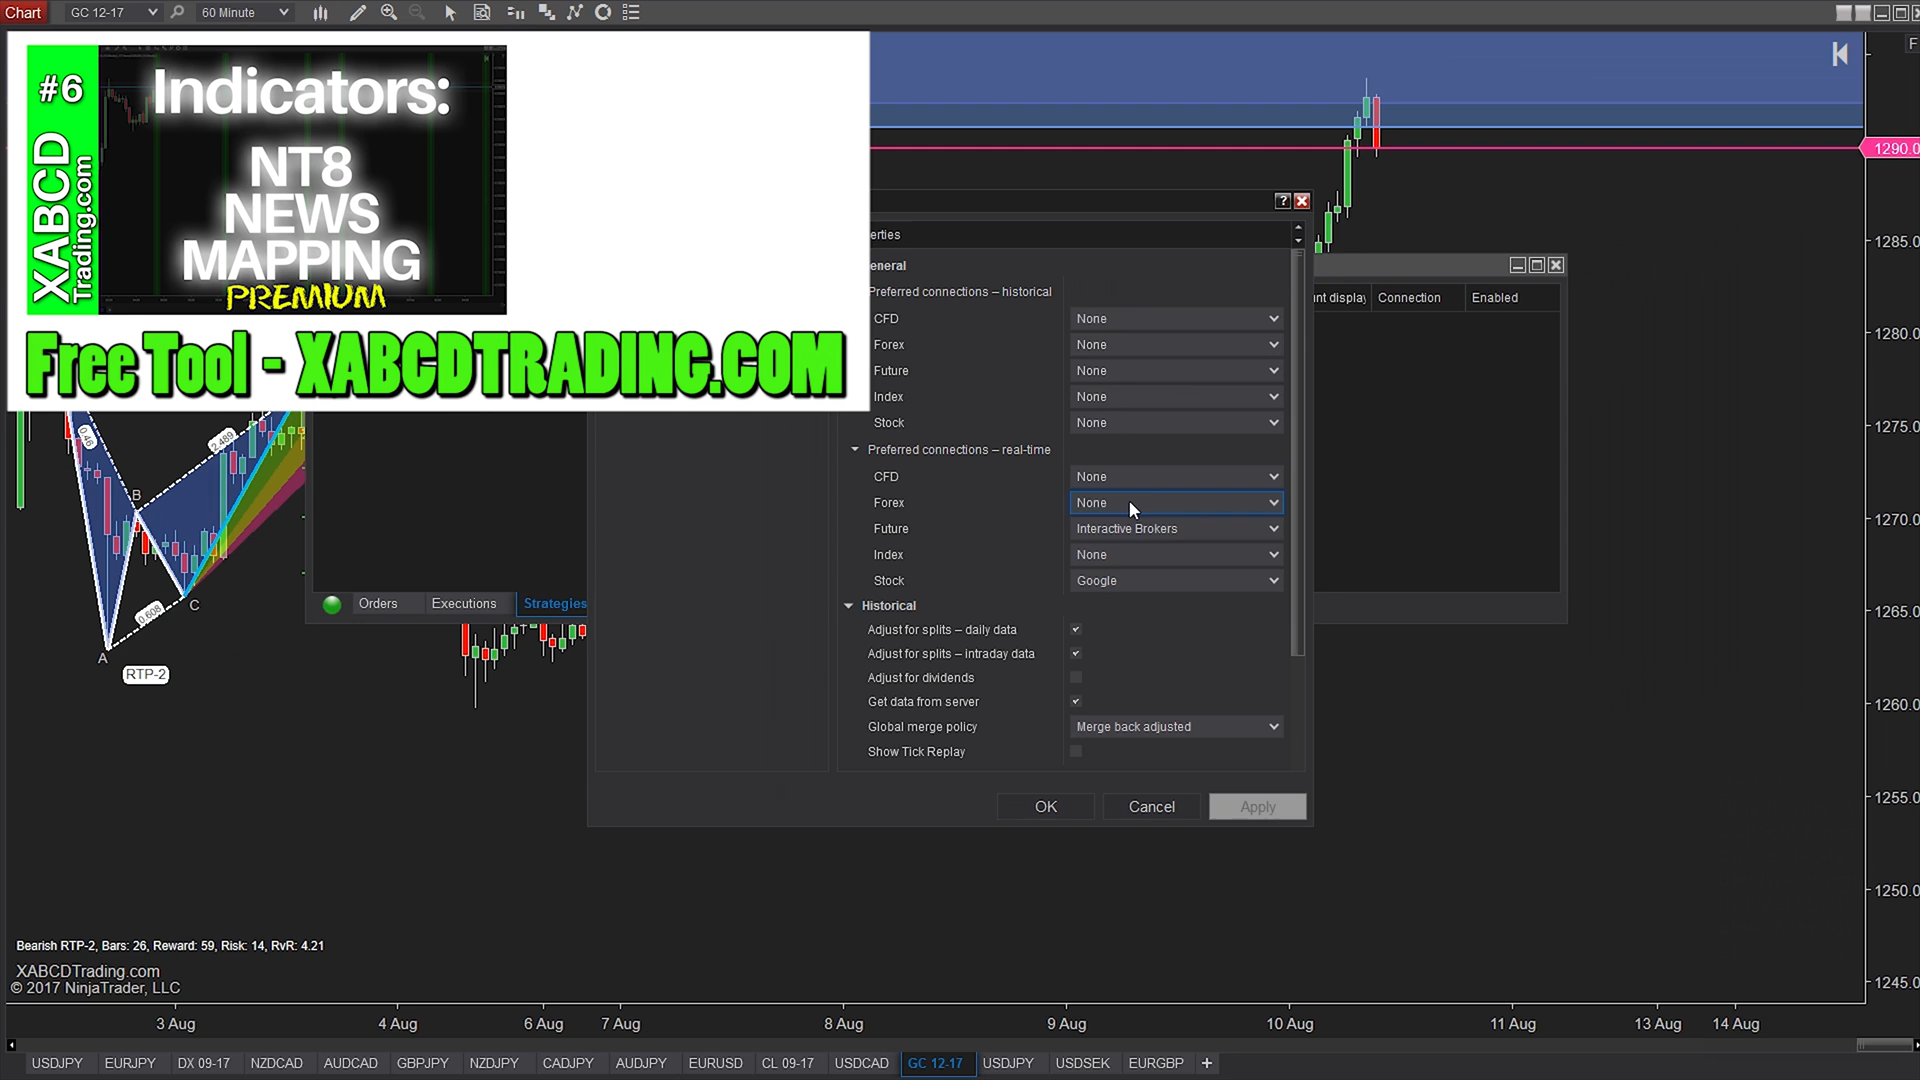 Chart
GC 12-17
60 Minute
F
#6
XABCD
Trading.com
Indicators:
NT8
NEWS
MAPPING
PREMIUM
Free Tool - XABCDTRADING.COM
1290.0
1285.0
1280.0
1275.0
1270.0
1265.0
1260.0
1255.0
1250.0
1245.0
?
erties
eneral
Preferred connections – historical
CFD None
Forex None
Future None
Index None
Stock None
Preferred connections – real-time
CFD None
Forex None
Future Interactive Brokers
Index None
Stock Google
Historical
Adjust for splits – daily data
Adjust for splits – intraday data
Adjust for dividends
Get data from server
Global merge policy Merge back adjusted
Show Tick Replay
OK Cancel Apply
nt display Connection Enabled
Orders Executions Strategies
0.46
2.489
B
0.608
C
A
RTP-2
Bearish RTP-2, Bars: 26, Reward: 59, Risk: 14, RvR: 4.21
XABCDTrading.com
© 2017 NinjaTrader, LLC
3 Aug 4 Aug 6 Aug 7 Aug 8 Aug 9 Aug 10 Aug 11 Aug 13 Aug 14 Aug
USDJPY EURJPY DX 09-17 NZDCAD AUDCAD GBPJPY NZDJPY CADJPY AUDJPY EURUSD CL 09-17 USDCAD GC 12-17 USDJPY USDSEK EURGBP +